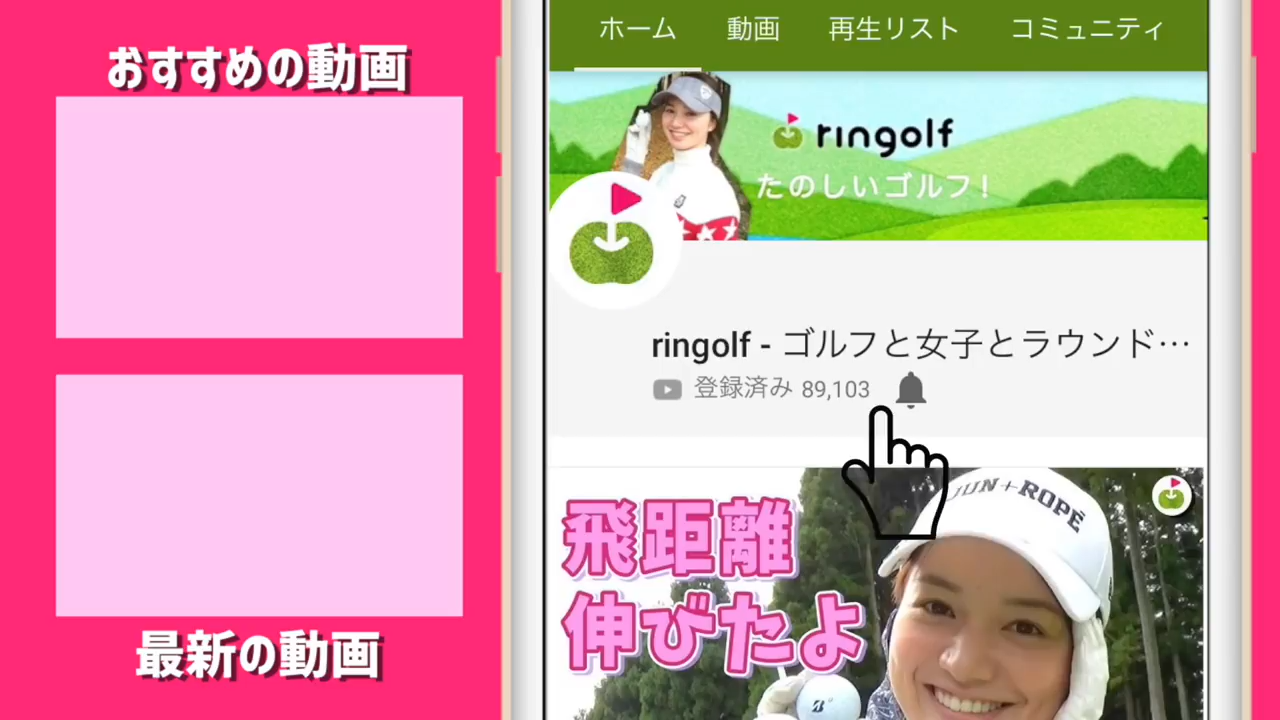 おすすめの動画
最新の動画
ホーム 動画 再生リスト コミュニティ
ringolf
たのしいゴルフ!
ringolf - ゴルフと女子とラウンド…
登録済み 89,103
飛距離
伸びたよ
JUN+ROPÉ
B